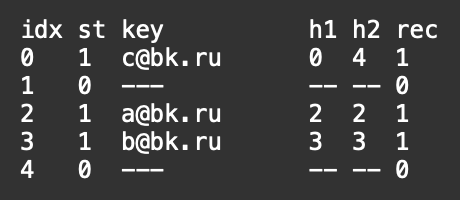 idx st key h1 h2 rec
0 1 c@bk.ru 0 4 1
1 0 --- -- -- 0
2 1 a@bk.ru 2 2 1
3 1 b@bk.ru 3 3 1
4 0 --- -- -- 0